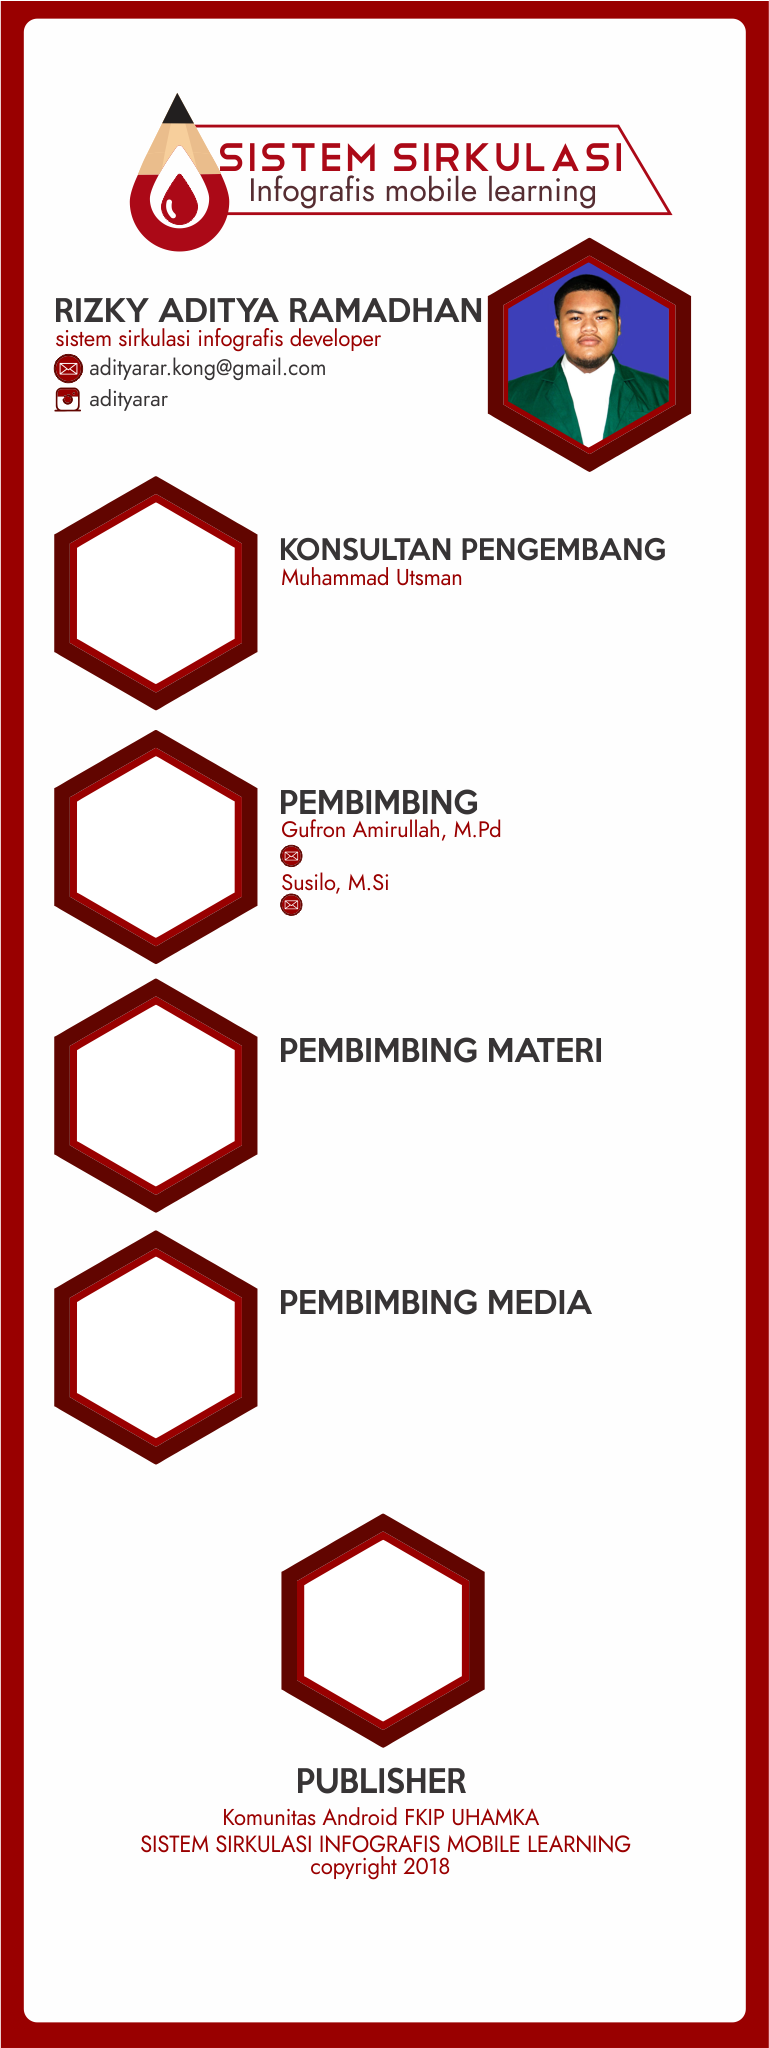 SISTEM SIRKULASI
Infografis mobile learning
RIZKY ADITYA RAMADHAN
sistem sirkulasi infografis developer
adityarar.kong@gmail.com
adityarar
KONSULTAN PENGEMBANG
Muhammad Utsman
PEMBIMBING
Gufron Amirullah, M.Pd
Susilo, M.Si
PEMBIMBING MATERI
PEMBIMBING MEDIA
PUBLISHER
Komunitas Android FKIP UHAMKA
SISTEM SIRKULASI INFOGRAFIS MOBILE LEARNING
copyright 2018